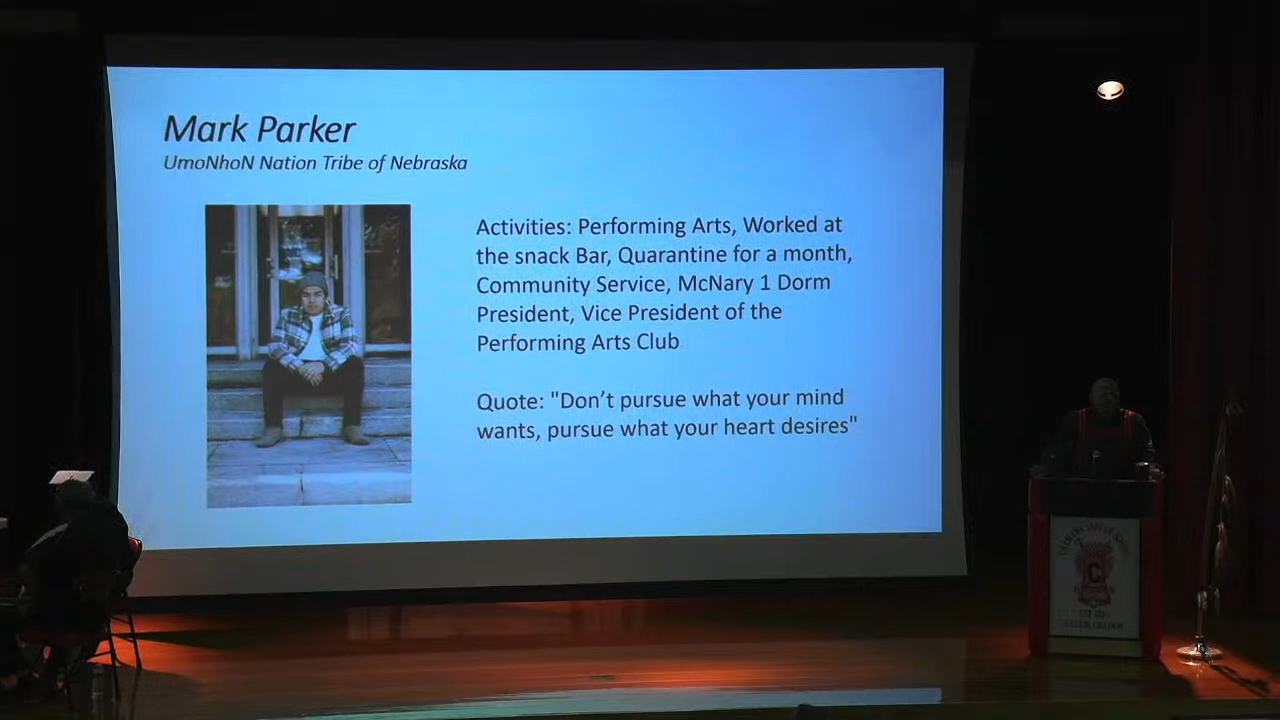 Mark Parker
UmoNhoN Nation Tribe of Nebraska
Activities: Performing Arts, Worked at
the snack Bar, Quarantine for a month,
Community Service, McNary 1 Dorm
President, Vice President of the
Performing Arts Club
Quote: "Don’t pursue what your mind
wants, pursue what your heart desires"
C